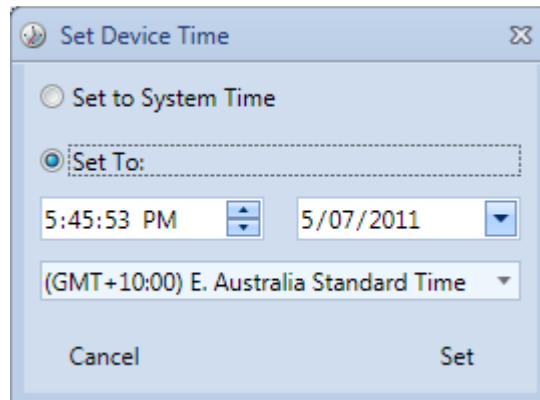 Set Device Time
Set to System Time
Set To:
5:45:53 PM 5/07/2011
(GMT+10:00) E. Australia Standard Time
Cancel Set